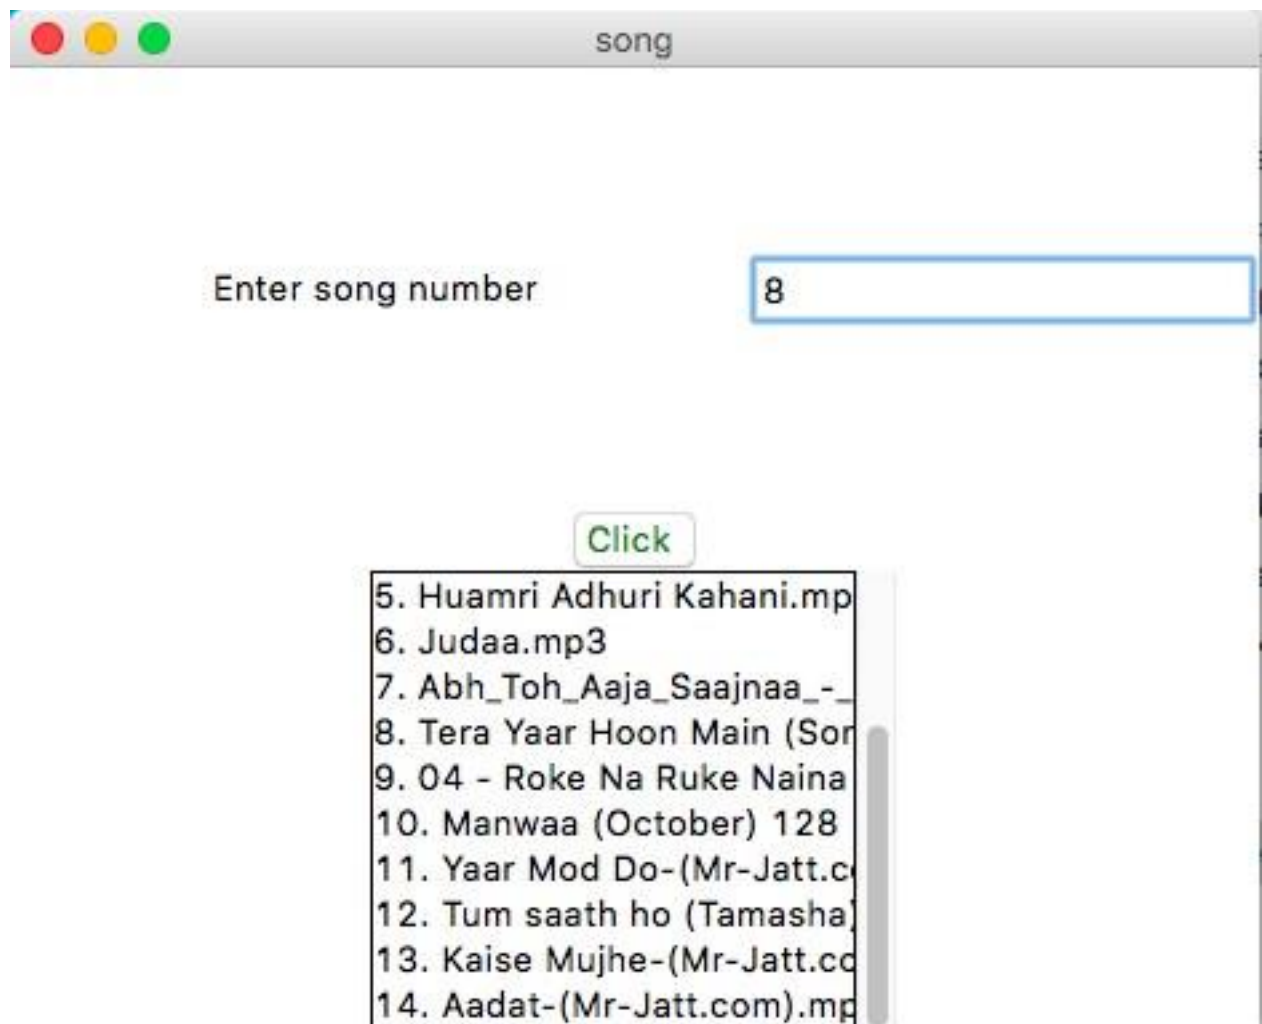 song
Enter song number
8
Click
5. Huamri Adhuri Kahani.mp
6. Judaa.mp3
7. Abh_Toh_Aaja_Saajnaa_-_
8. Tera Yaar Hoon Main (Son
9. 04 - Roke Na Ruke Naina
10. Manwaa (October) 128
11. Yaar Mod Do-(Mr-Jatt.co
12. Tum saath ho (Tamasha)
13. Kaise Mujhe-(Mr-Jatt.co
14. Aadat-(Mr-Jatt.com).mp